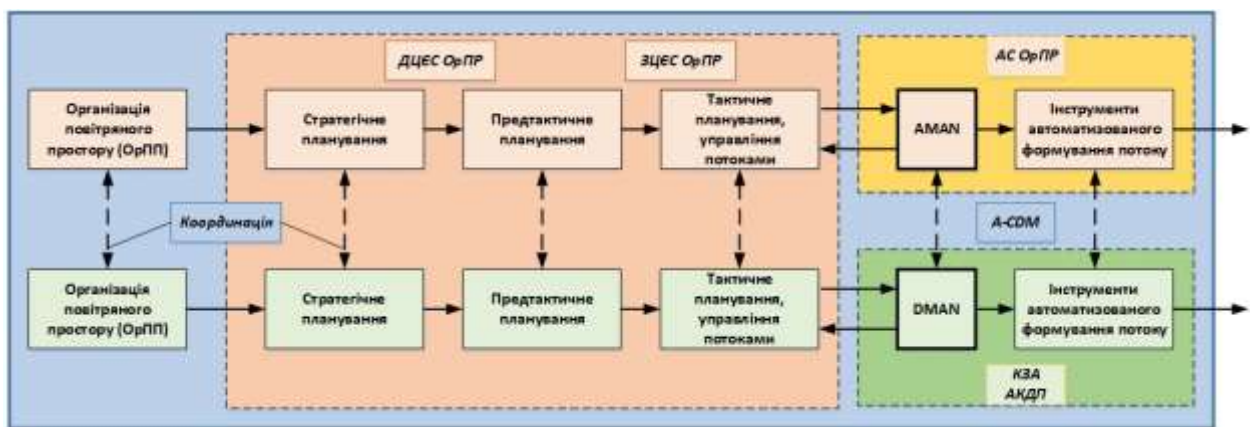 ДЦЕС ОрПР
ЗЦЕС ОрПР
АС ОрПР
Організація
повітряного
простору (ОрПП)
Стратегічне
планування
Предтактичне
планування
Тактичне
планування,
управління
потоками
AMAN
Інструменти
автоматизованого
формування потоку
Координація
A-CDM
Організація
повітряного
простору (ОрПП)
Стратегічне
планування
Предтактичне
планування
Тактичне
планування,
управління
потоками
DMAN
Інструменти
автоматизованого
формування потоку
КЗА
АКДП